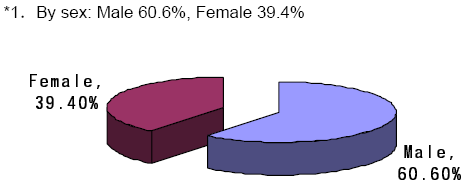 *1. By sex: Male 60.6%, Female 39.4%
Female,
39.40%
Male,
60.60%